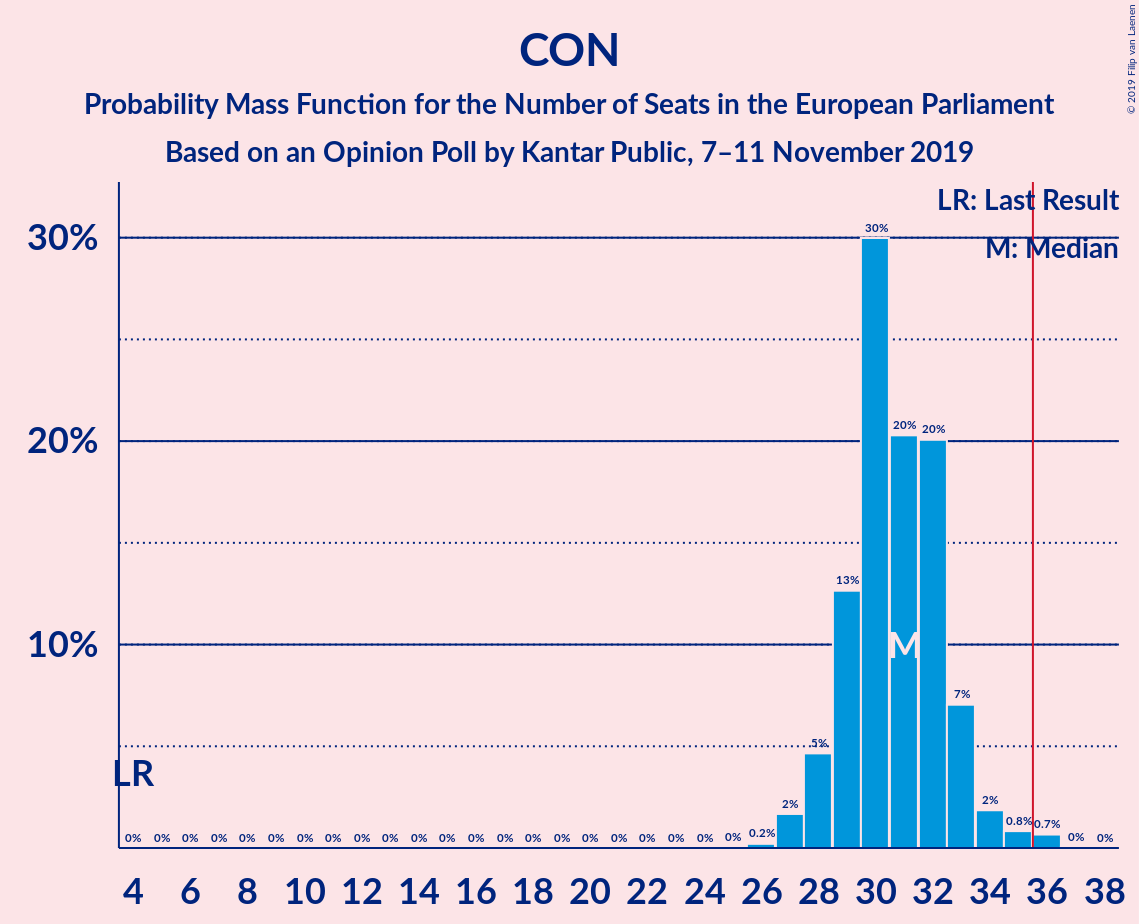 CON
Probability Mass Function for the Number of Seats in the European Parliament
Based on an Opinion Poll by Kantar Public, 7–11 November 2019
© 2019 Filip van Laenen
LR: Last Result
M: Median
30%
20%
10%
30%
20% 20%
13%
M
7%
5%
LR
2% 2%
0% 0% 0% 0% 0% 0% 0% 0% 0% 0% 0% 0% 0% 0% 0% 0% 0% 0% 0% 0% 0% 0% 0.2% 0.8% 0.7% 0% 0%
4 6 8 10 12 14 16 18 20 22 24 26 28 30 32 34 36 38